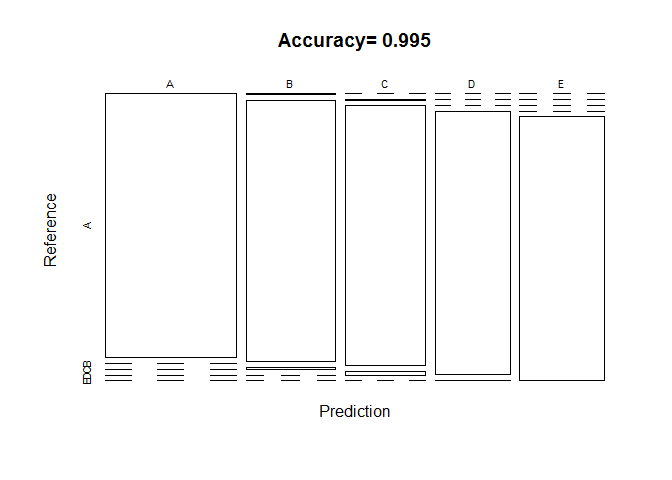 Accuracy= 0.995
A B C D E
Reference
A
EDCB
Prediction